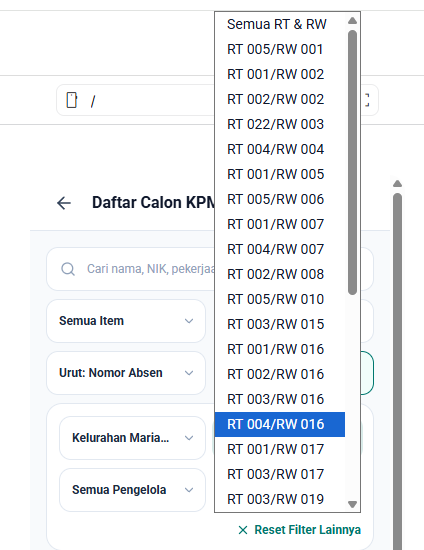 /
Daftar Calon KPM
Cari nama, NIK, pekerjaa
Semua Item
Urut: Nomor Absen
Kelurahan Maria...
Semua Pengelola
Semua RT & RW
RT 005/RW 001
RT 001/RW 002
RT 002/RW 002
RT 022/RW 003
RT 004/RW 004
RT 001/RW 005
RT 005/RW 006
RT 001/RW 007
RT 004/RW 007
RT 002/RW 008
RT 005/RW 010
RT 003/RW 015
RT 001/RW 016
RT 002/RW 016
RT 003/RW 016
RT 004/RW 016
RT 001/RW 017
RT 003/RW 017
RT 003/RW 019
Reset Filter Lainnya